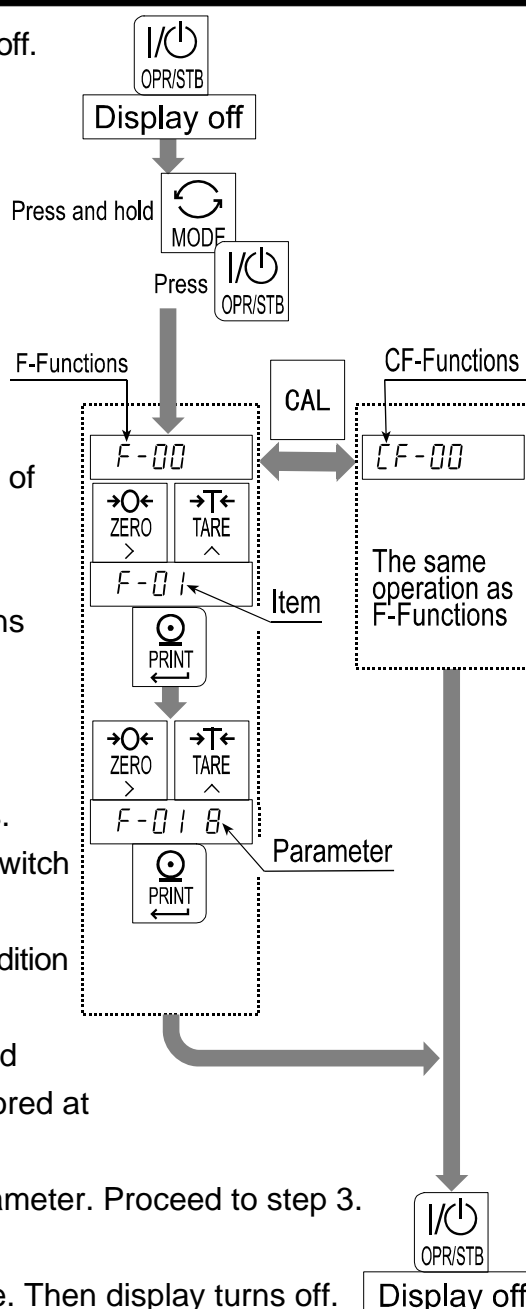 off.
I/⏻
OPR/STB
Display off
Press and hold
MODE
I/⏻
Press
OPR/STB
F-Functions
CF-Functions
CAL
F-00
CF-00
of
→O← →T←
ZERO TARE
> ^
F-01
Item
The same
operation as
F-Functions
PRINT
→O← →T←
ZERO TARE
> ^
F-01 8
Parameter
PRINT
witch
dition
d
ored at
ameter. Proceed to step 3.
I/⏻
OPR/STB
e. Then display turns off.
Display off